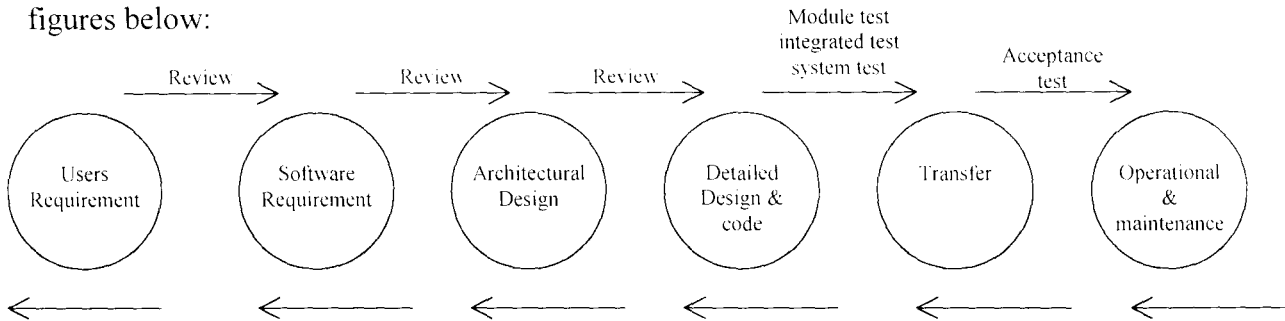 figures below:
Module test
integrated test
system test
Acceptance
test
Review
Review
Review
Users
Requirement
Software
Requirement
Architectural
Design
Detailed
Design &
code
Transfer
Operational
&
maintenance